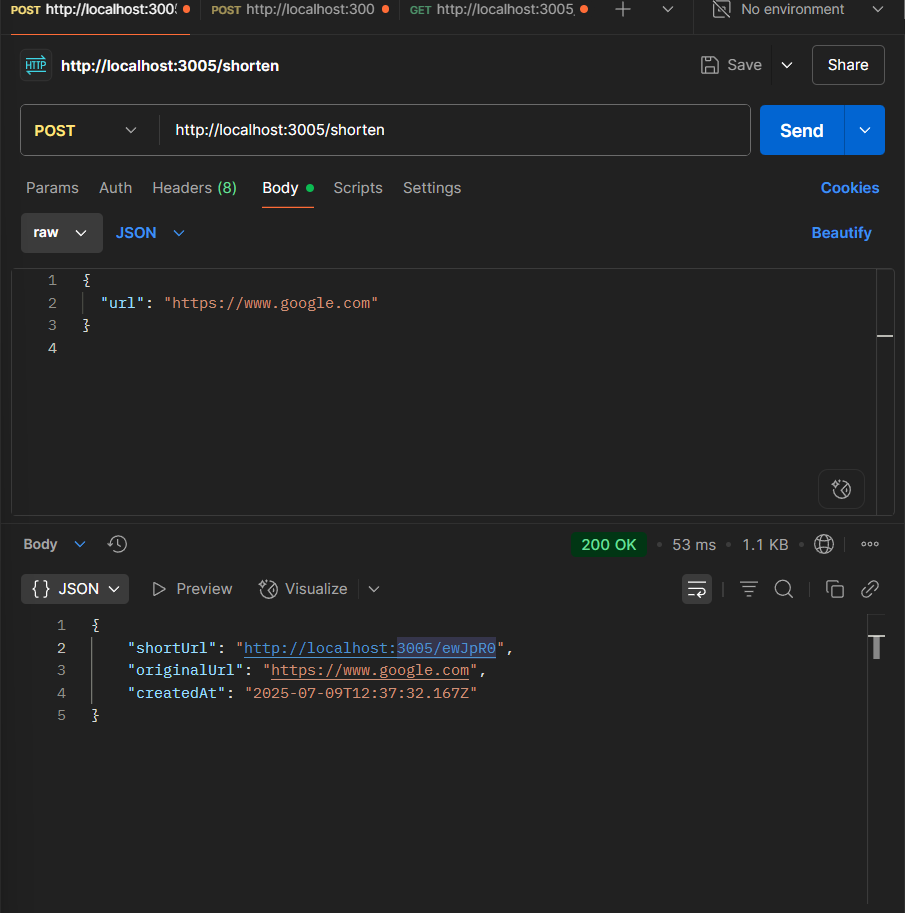 POST http://localhost:300 POST http://localhost:300 GET http://localhost:3005, No environment
HTTP http://localhost:3005/shorten Save Share
POST http://localhost:3005/shorten Send
Params Auth Headers (8) Body Scripts Settings Cookies
raw JSON Beautify
1 {
2 "url": "https://www.google.com"
3 }
4
Body 200 OK • 53 ms • 1.1 KB •
{} JSON Preview Visualize
1 {
2 "shortUrl": "http://localhost:3005/ewJpR0",
3 "originalUrl": "https://www.google.com",
4 "createdAt": "2025-07-09T12:37:32.167Z"
5 }